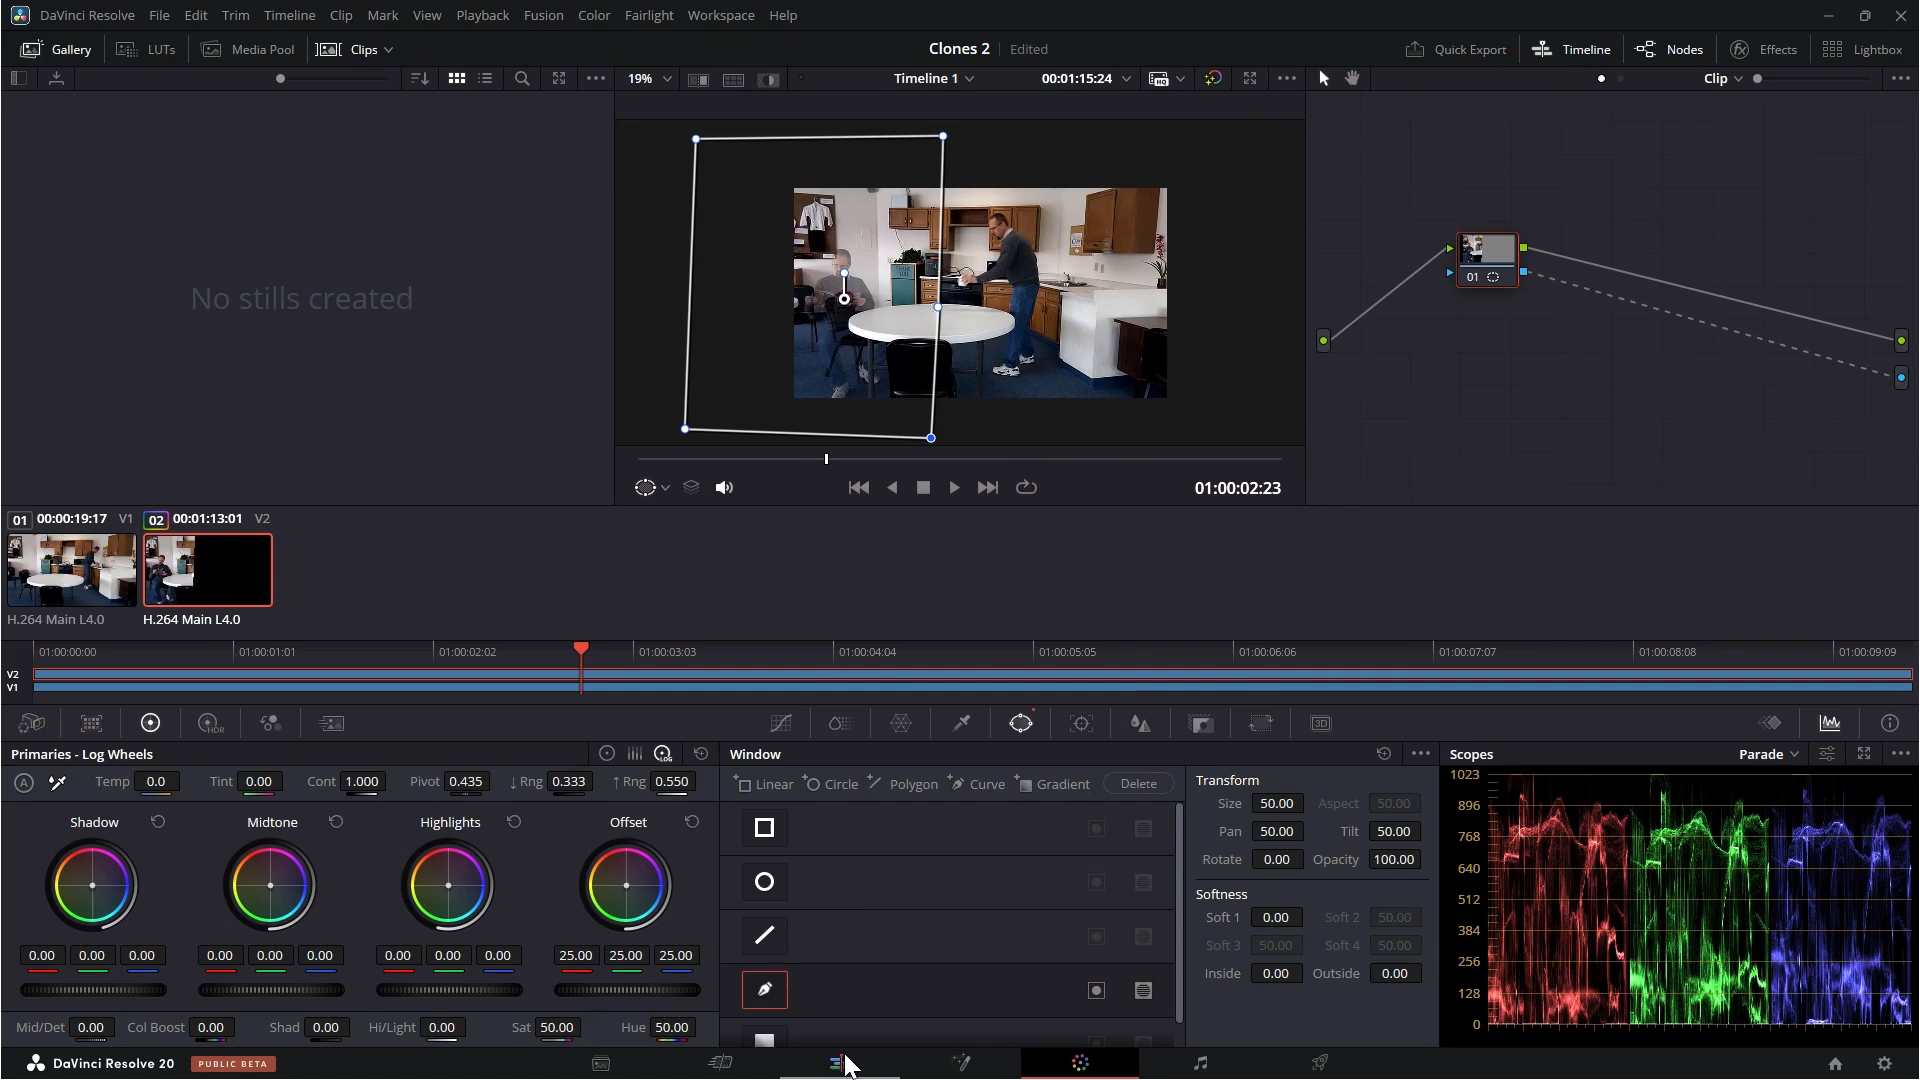 DaVinci Resolve File Edit Trim Timeline Clip Mark View Playback Fusion Color Fairlight Workspace Help
Gallery LUTs Media Pool Clips Clones 2 Edited Quick Export Timeline Nodes Effects Lightbox
19% Timeline 1 00:01:15:24 HQ Clip
No stills created
THANK YOU
01
01:00:02:23
01 00:00:19:17 V1 02 00:01:13:01 V2
H.264 Main L4.0 H.264 Main L4.0
01:00:00:00 01:00:01:01 01:00:02:02 01:00:03:03 01:00:04:04 01:00:05:05 01:00:06:06 01:00:07:07 01:00:08:08 01:00:09:09
V2
V1
HDR 3D
Primaries - Log Wheels LOG Window Scopes Parade
A Temp 0.0 Tint 0.00 Cont 1.000 Pivot 0.435 ↓ Rng 0.333 ↑ Rng 0.550
Linear Circle Polygon Curve Gradient Delete
Shadow Midtone Highlights Offset
0.00 0.00 0.00 0.00 0.00 0.00 0.00 0.00 0.00 25.00 25.00 25.00
Mid/Det 0.00 Col Boost 0.00 Shad 0.00 Hi/Light 0.00 Sat 50.00 Hue 50.00
Transform
Size 50.00 Aspect 50.00
Pan 50.00 Tilt 50.00
Rotate 0.00 Opacity 100.00
Softness
Soft 1 0.00 Soft 2 50.00
Soft 3 50.00 Soft 4 50.00
Inside 0.00 Outside 0.00
1023
896
768
640
512
384
256
128
0
DaVinci Resolve 20 PUBLIC BETA